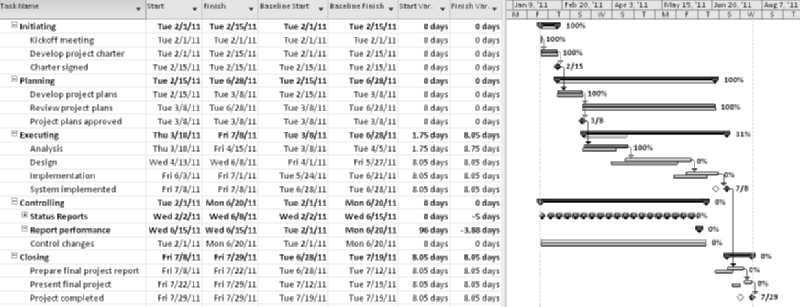 Task Name Start Finish Baseline Start Baseline Finish Start Var. Finish Var. Jan 9, '11 Feb 20, '11 Apr 3, '11 May 15, '11 Jun 26, '11 Aug 7, '11
M F T S W S T M F T S W S T M
Initiating Tue 2/1/11 Tue 2/15/11 Tue 2/1/11 Tue 2/15/11 0 days 0 days 100%
Kickoff meeting Tue 2/1/11 Tue 2/1/11 Tue 2/1/11 Tue 2/1/11 0 days 0 days 100%
Develop project charter Tue 2/1/11 Tue 2/15/11 Tue 2/1/11 Tue 2/15/11 0 days 0 days 100%
Charter signed Tue 2/15/11 Tue 2/15/11 Tue 2/15/11 Tue 2/15/11 0 days 0 days 2/15
Planning Tue 2/15/11 Tue 6/28/11 Tue 2/15/11 Tue 6/28/11 0 days 0 days 100%
Develop project plans Tue 2/15/11 Tue 3/8/11 Tue 2/15/11 Tue 3/8/11 0 days 0 days 100%
Review project plans Tue 3/8/11 Tue 6/28/11 Tue 3/8/11 Tue 6/28/11 0 days 0 days 100%
Project plans approved Tue 3/8/11 Tue 3/8/11 Tue 3/8/11 Tue 3/8/11 0 days 0 days 3/8
Executing Thu 3/10/11 Fri 7/8/11 Tue 3/8/11 Tue 6/28/11 1.75 days 8.05 days 31%
Analysis Thu 3/10/11 Fri 4/15/11 Tue 3/8/11 Tue 4/5/11 1.75 days 8.75 days 100%
Design Wed 4/13/11 Wed 6/8/11 Fri 4/1/11 Fri 5/27/11 8.05 days 8.05 days 0%
Implementation Fri 6/3/11 Fri 7/1/11 Tue 5/24/11 Tue 6/21/11 8.05 days 8.05 days 0%
System implemented Fri 7/8/11 Fri 7/8/11 Tue 6/28/11 Tue 6/28/11 8.05 days 8.05 days 7/8
Controlling Tue 2/1/11 Mon 6/20/11 Tue 2/1/11 Mon 6/20/11 0 days 0 days 0%
Status Reports Wed 2/2/11 Wed 6/8/11 Wed 2/2/11 Wed 6/15/11 0 days -5 days 0%
Report performance Wed 6/15/11 Wed 6/15/11 Tue 2/1/11 Mon 6/20/11 96 days -3.88 days 0%
Control changes Tue 2/1/11 Mon 6/20/11 Tue 2/1/11 Mon 6/20/11 0 days 0 days 0%
Closing Fri 7/8/11 Fri 7/29/11 Tue 6/28/11 Tue 7/19/11 8.05 days 8.05 days 0%
Prepare final project report Fri 7/8/11 Fri 7/22/11 Tue 6/28/11 Tue 7/12/11 8.05 days 8.05 days 0%
Present final project Fri 7/22/11 Fri 7/29/11 Tue 7/12/11 Tue 7/19/11 8.05 days 8.05 days 0%
Project completed Fri 7/29/11 Fri 7/29/11 Tue 7/19/11 Tue 7/19/11 8.05 days 8.05 days 7/29